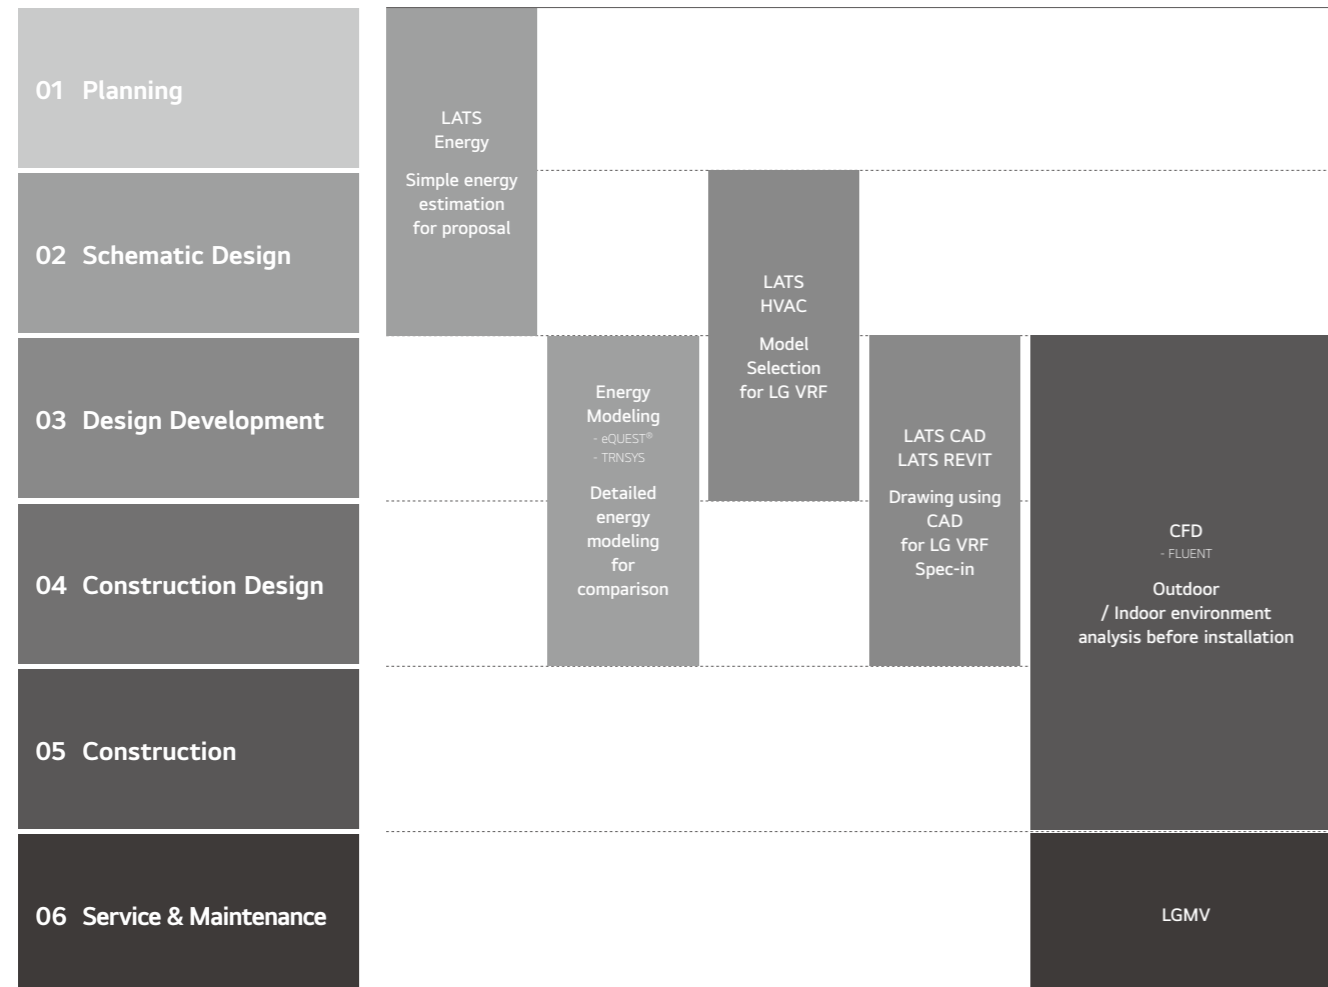 01 Planning
02 Schematic Design
03 Design Development
04 Construction Design
05 Construction
06 Service & Maintenance
LATS
Energy
Simple energy
estimation
for proposal
Energy
Modeling
- eQUEST®
- TRNSYS
Detailed
energy
modeling
for
comparison
LATS
HVAC
Model
Selection
for LG VRF
LATS CAD
LATS REVIT
Drawing using
CAD
for LG VRF
Spec-in
CFD
- FLUENT
Outdoor
/ Indoor environment
analysis before installation
LGMV